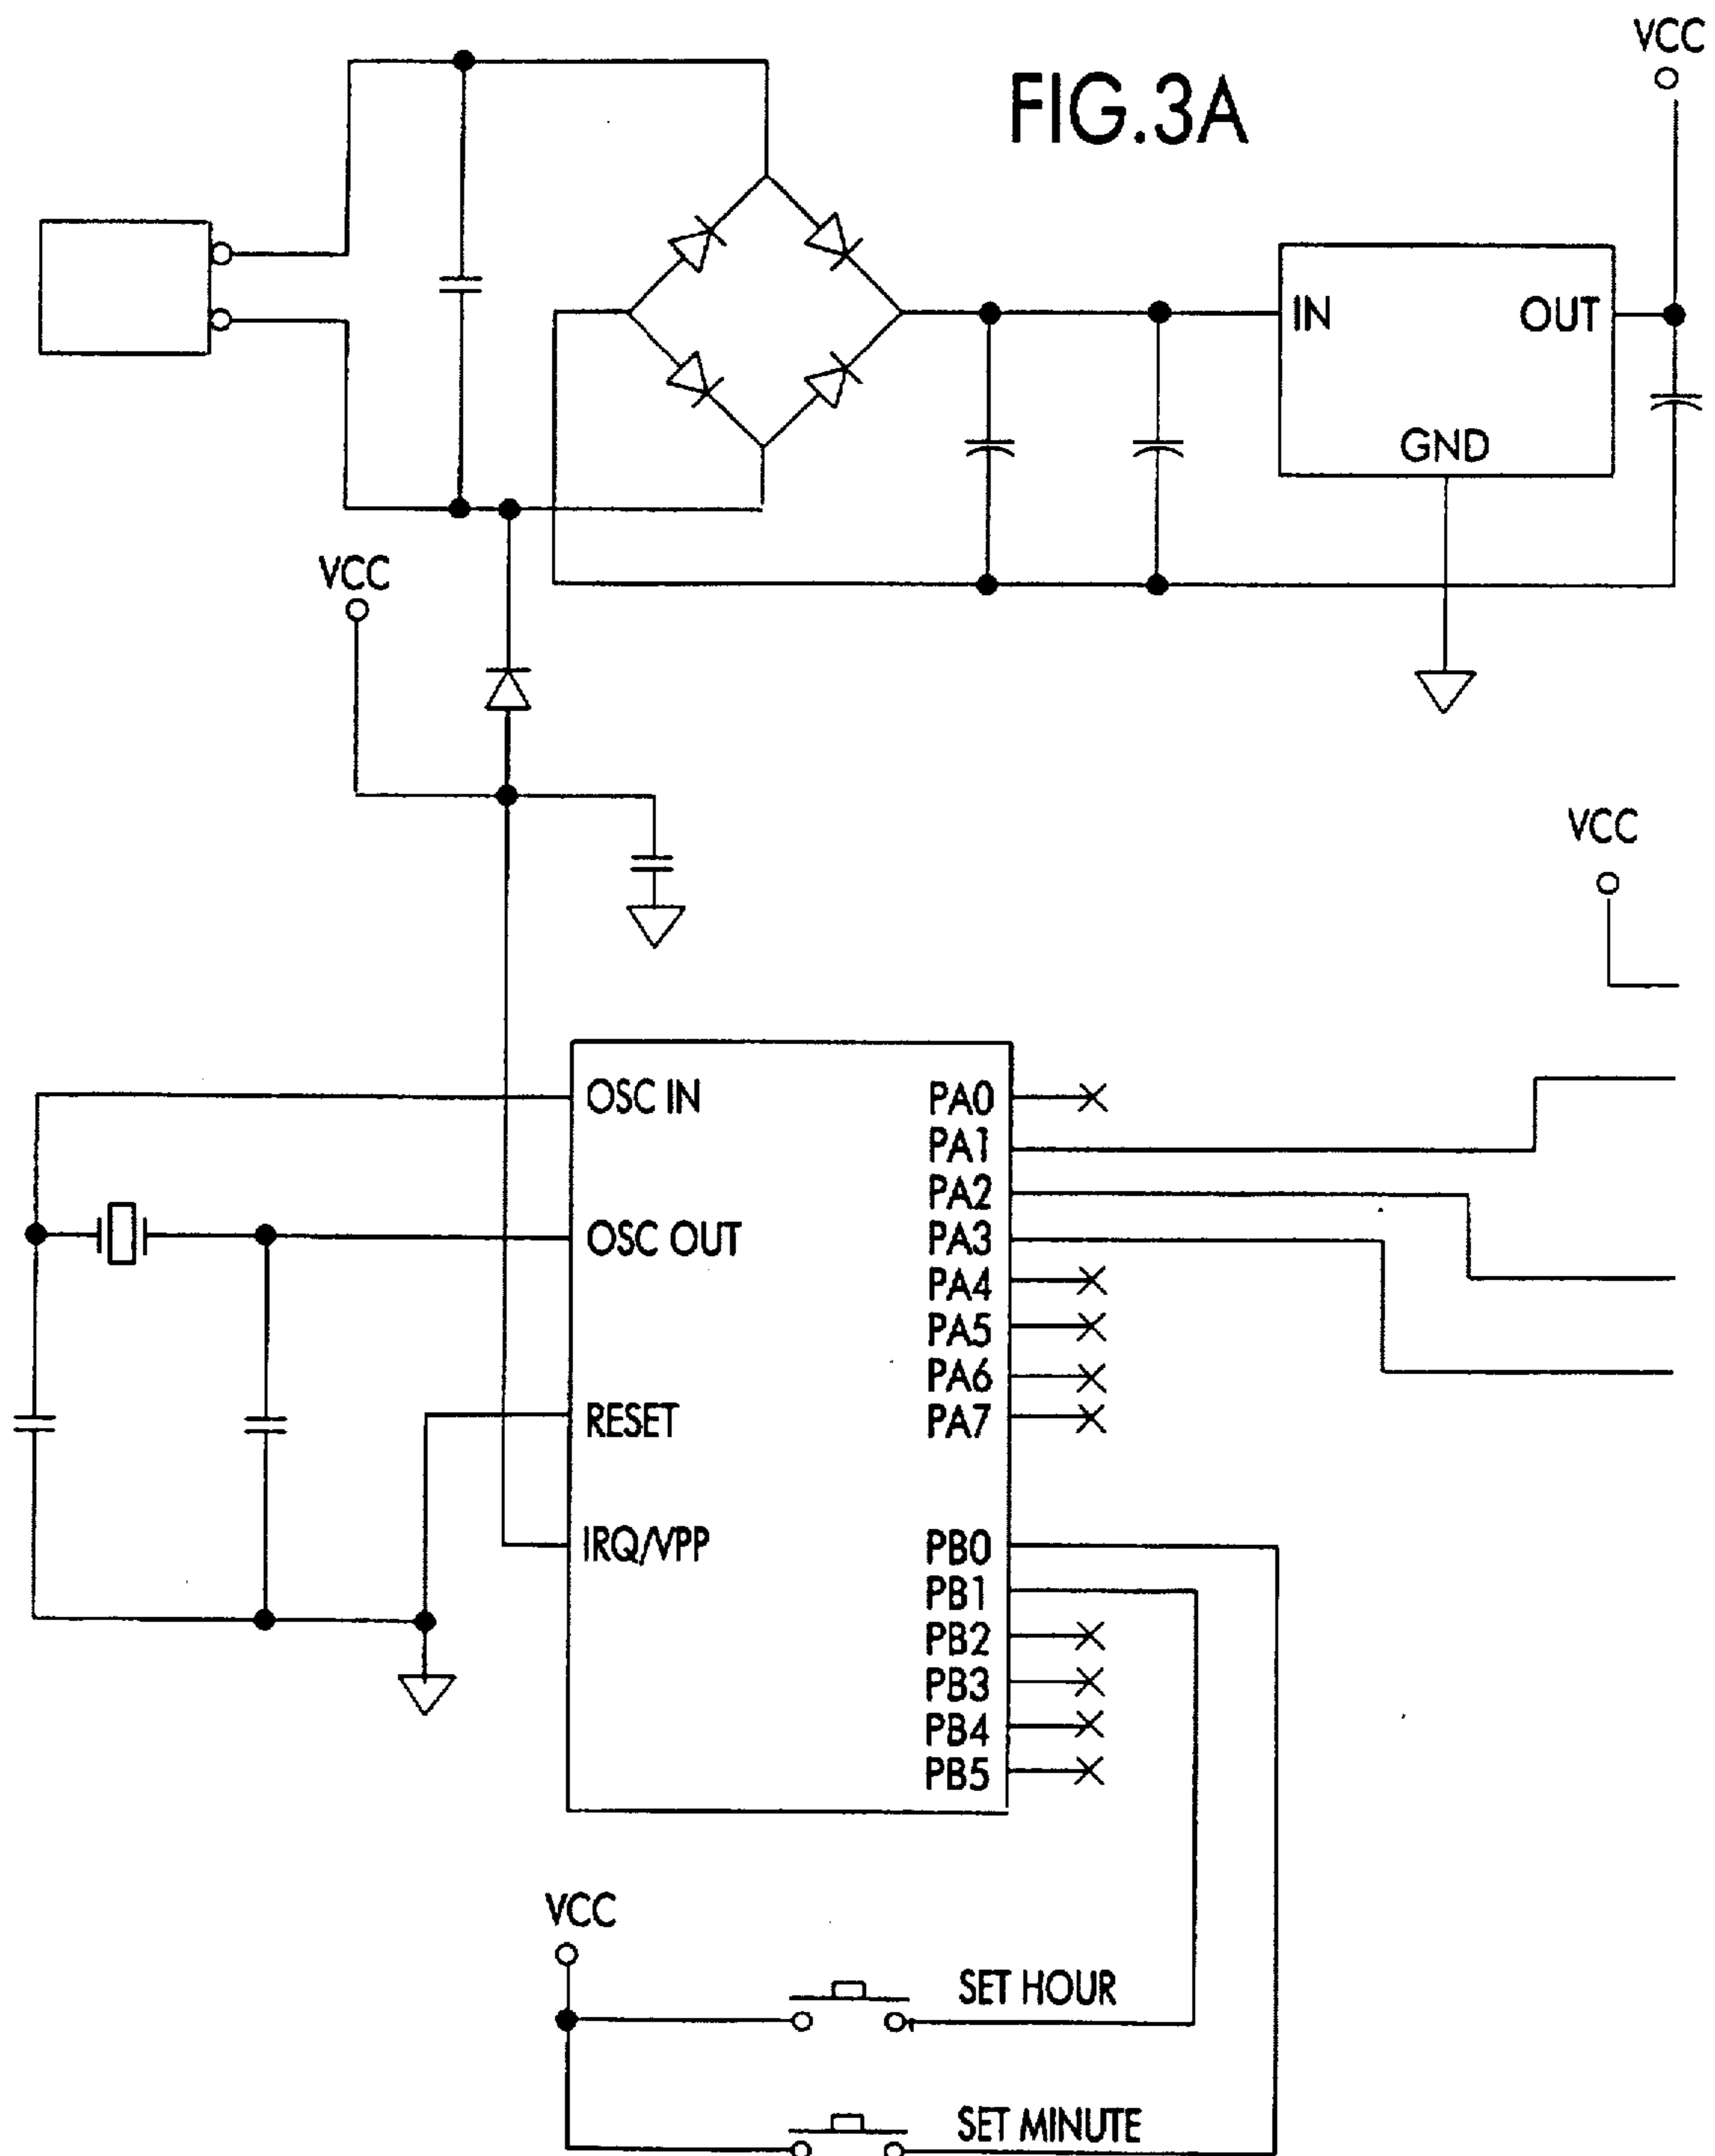 VCC
FIG.3A
IN
OUT
GND
VCC
VCC
OSC IN
OSC OUT
RESET
IRQ/VPP
PA0
PA1
PA2
PA3
PA4
PA5
PA6
PA7
PB0
PB1
PB2
PB3
PB4
PB5
VCC
SET HOUR
SET MINUTE